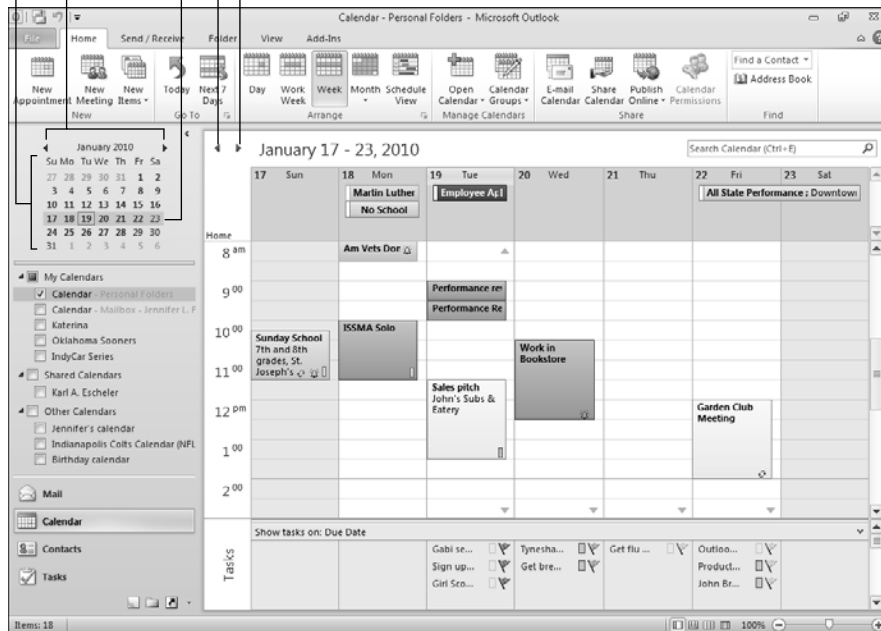 Calendar - Personal Folders - Microsoft Outlook
File Home Send / Receive Folder View Add-Ins
New Appointment
New Meeting
New Items
New
Today
Next 7 Days
Go To
Day
Work Week
Week
Month
Schedule View
Arrange
Open Calendar
Calendar Groups
Manage Calendars
E-mail Calendar
Share Calendar
Publish Online
Calendar Permissions
Share
Find a Contact
Address Book
Find
January 2010
Su Mo Tu We Th Fr Sa
27 28 29 30 31 1 2
3 4 5 6 7 8 9
10 11 12 13 14 15 16
17 18 19 20 21 22 23
24 25 26 27 28 29 30
31 1 2 3 4 5 6
My Calendars
Calendar - Personal Folders
Calendar - Mailbox - Jennifer L. F
Katerina
Oklahoma Sooners
IndyCar Series
Shared Calendars
Karl A. Escheler
Other Calendars
Jennifer's calendar
Indianapolis Colts Calendar (NFL
Birthday calendar
Mail
Calendar
Contacts
Tasks
January 17 - 23, 2010
Search Calendar (Ctrl+E)
17 Sun
18 Mon
19 Tue
20 Wed
21 Thu
22 Fri
23 Sat
Martin Luther
No School
Employee Apl
All State Performance ; Downtown
Home
8 am
9 00
10 00
11 00
12 pm
1 00
2 00
Am Vets Dor
Performance re
Performance Re
Sunday School
7th and 8th
grades, St.
Joseph's
ISSMA Solo
Work in
Bookstore
Sales pitch
John's Subs &
Eatery
Garden Club
Meeting
Show tasks on: Due Date
Tasks
Gabi se...
Sign up...
Girl Sco...
Tynesha...
Get bre...
Get flu ...
Outloo...
Product...
John Br...
Items: 18
100%